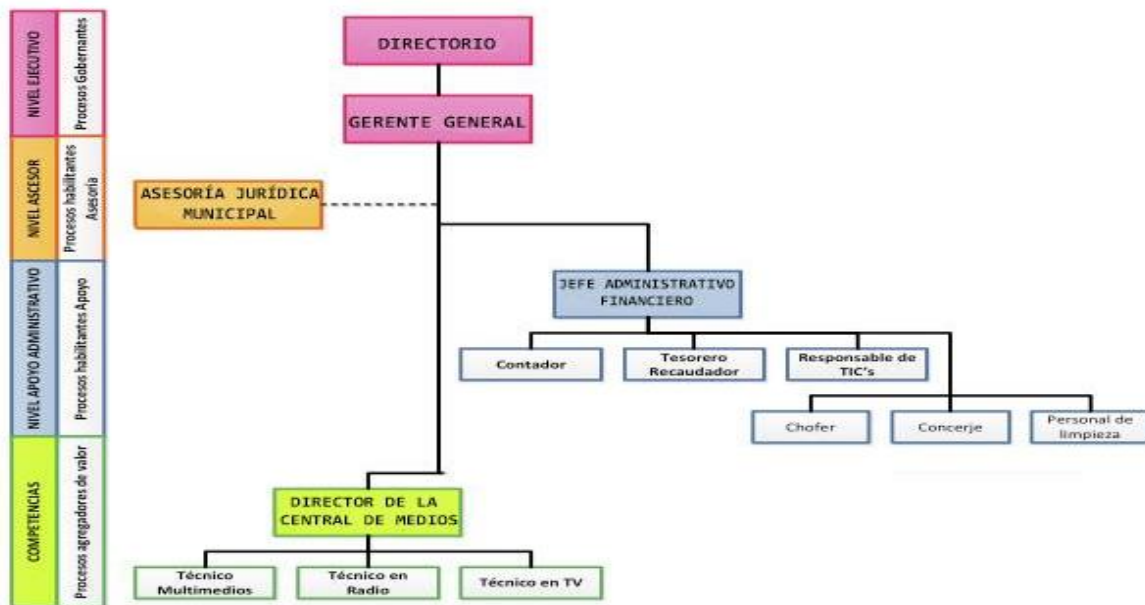 NIVEL EJECUTIVO
Procesos Gobernantes
DIRECTORIO
GERENTE GENERAL
NIVEL ASCESOR
Procesos habilitantes
Asesoría
ASESORÍA JURÍDICA
MUNICIPAL
NIVEL APOYO ADMINISTRATIVO
Procesos habilitantes Apoyo
JEFE ADMINISTRATIVO
FINANCIERO
Contador
Tesorero
Recaudador
Responsable de
TIC's
Chofer
Concerje
Personal de
limpieza
COMPETENCIAS
Procesos agregadores de valor
DIRECTOR DE LA
CENTRAL DE MEDIOS
Técnico
Multimedios
Técnico en
Radio
Técnico en TV